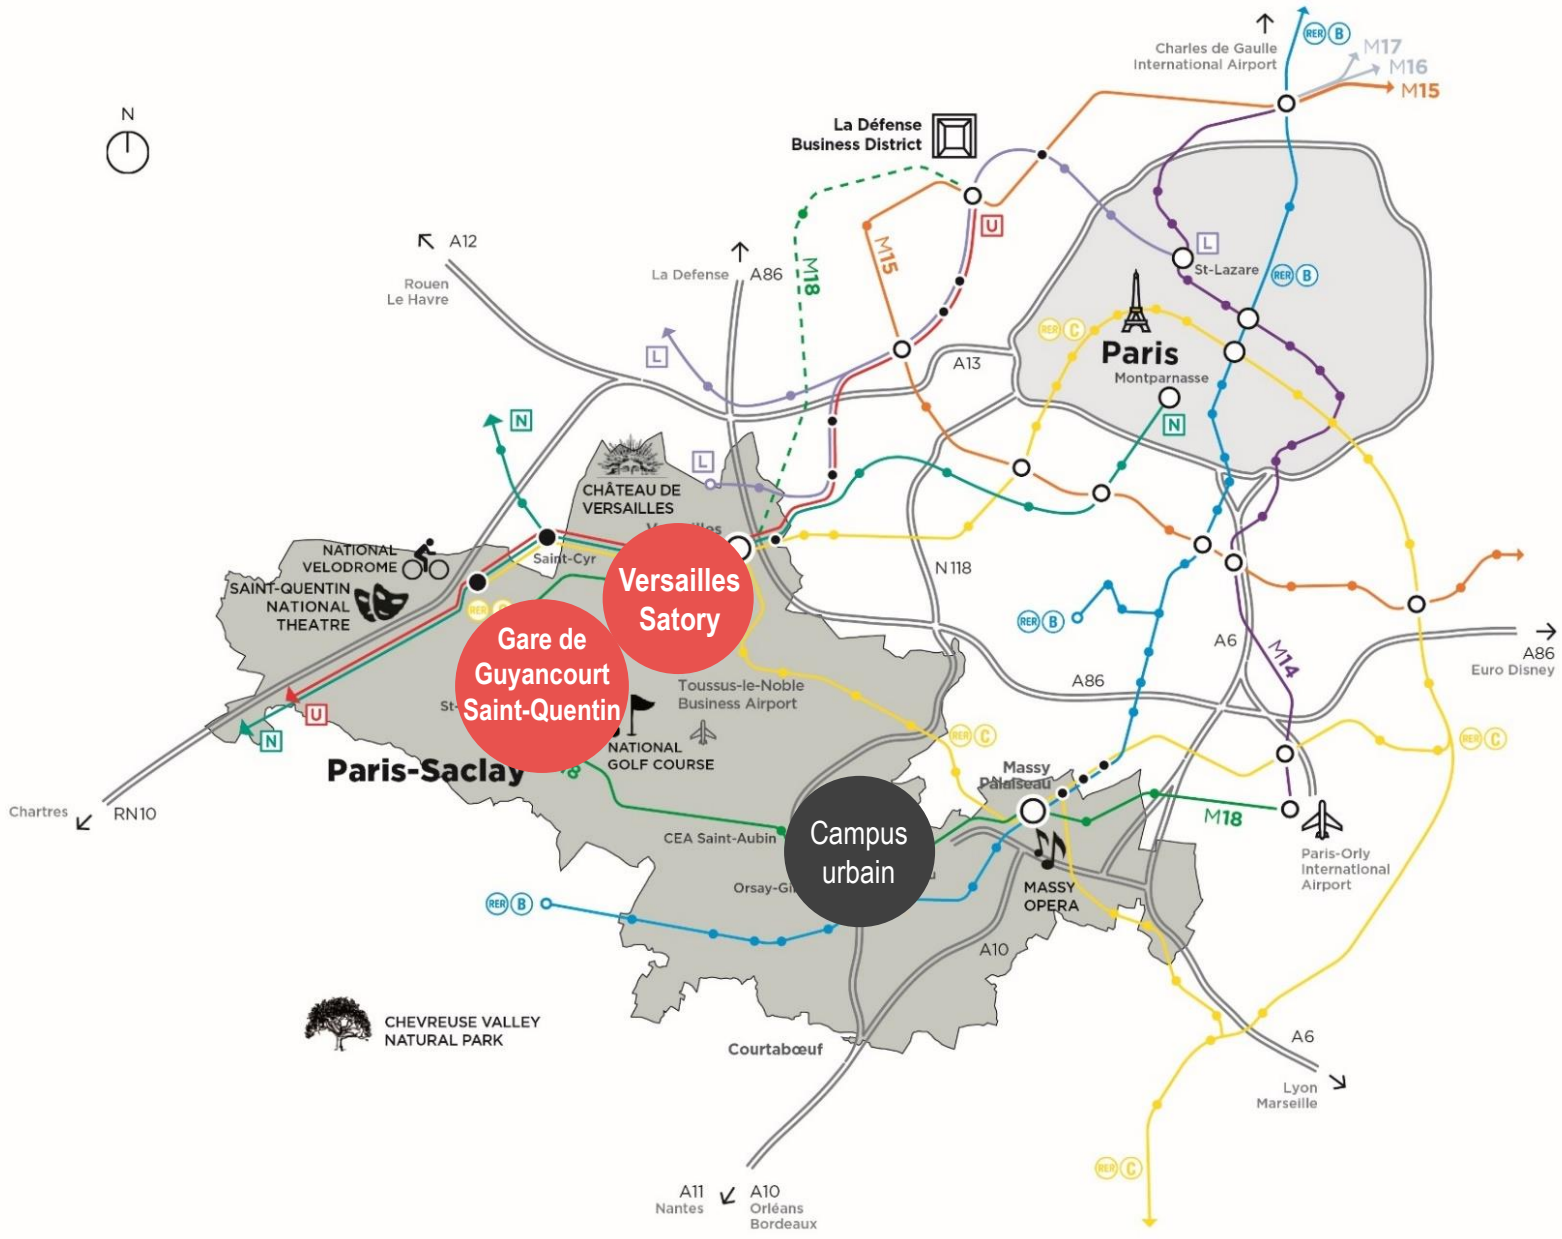 RER B
Charles de Gaulle
International Airport
M17
M16
M15
N
La Défense
Business District
U
A12
La Defense
A86
Rouen
Le Havre
M18
M15
L
St-Lazare
RER B
RER C
Paris
Montparnasse
N
L
A13
N
L
CHÂTEAU DE
VERSAILLES
NATIONAL
VELODROME
Saint-Cyr
SAINT-QUENTIN
NATIONAL
THEATRE
RER
Versailles
Satory
N118
RER B
A6
M14
A86
Euro Disney
Gare de
Guyancourt
Saint-Quentin
Toussus-le-Noble
Business Airport
A86
U
N
NATIONAL
GOLF COURSE
RER C
RER C
Paris-Saclay
Massy
Palaiseau
Chartres
RN10
CEA Saint-Aubin
Campus
urbain
M18
Paris-Orly
International
Airport
MASSY
OPERA
RER B
A10
CHEVREUSE VALLEY
NATURAL PARK
Courtabœuf
A6
Lyon
Marseille
RER C
A11
Nantes
A10
Orléans
Bordeaux